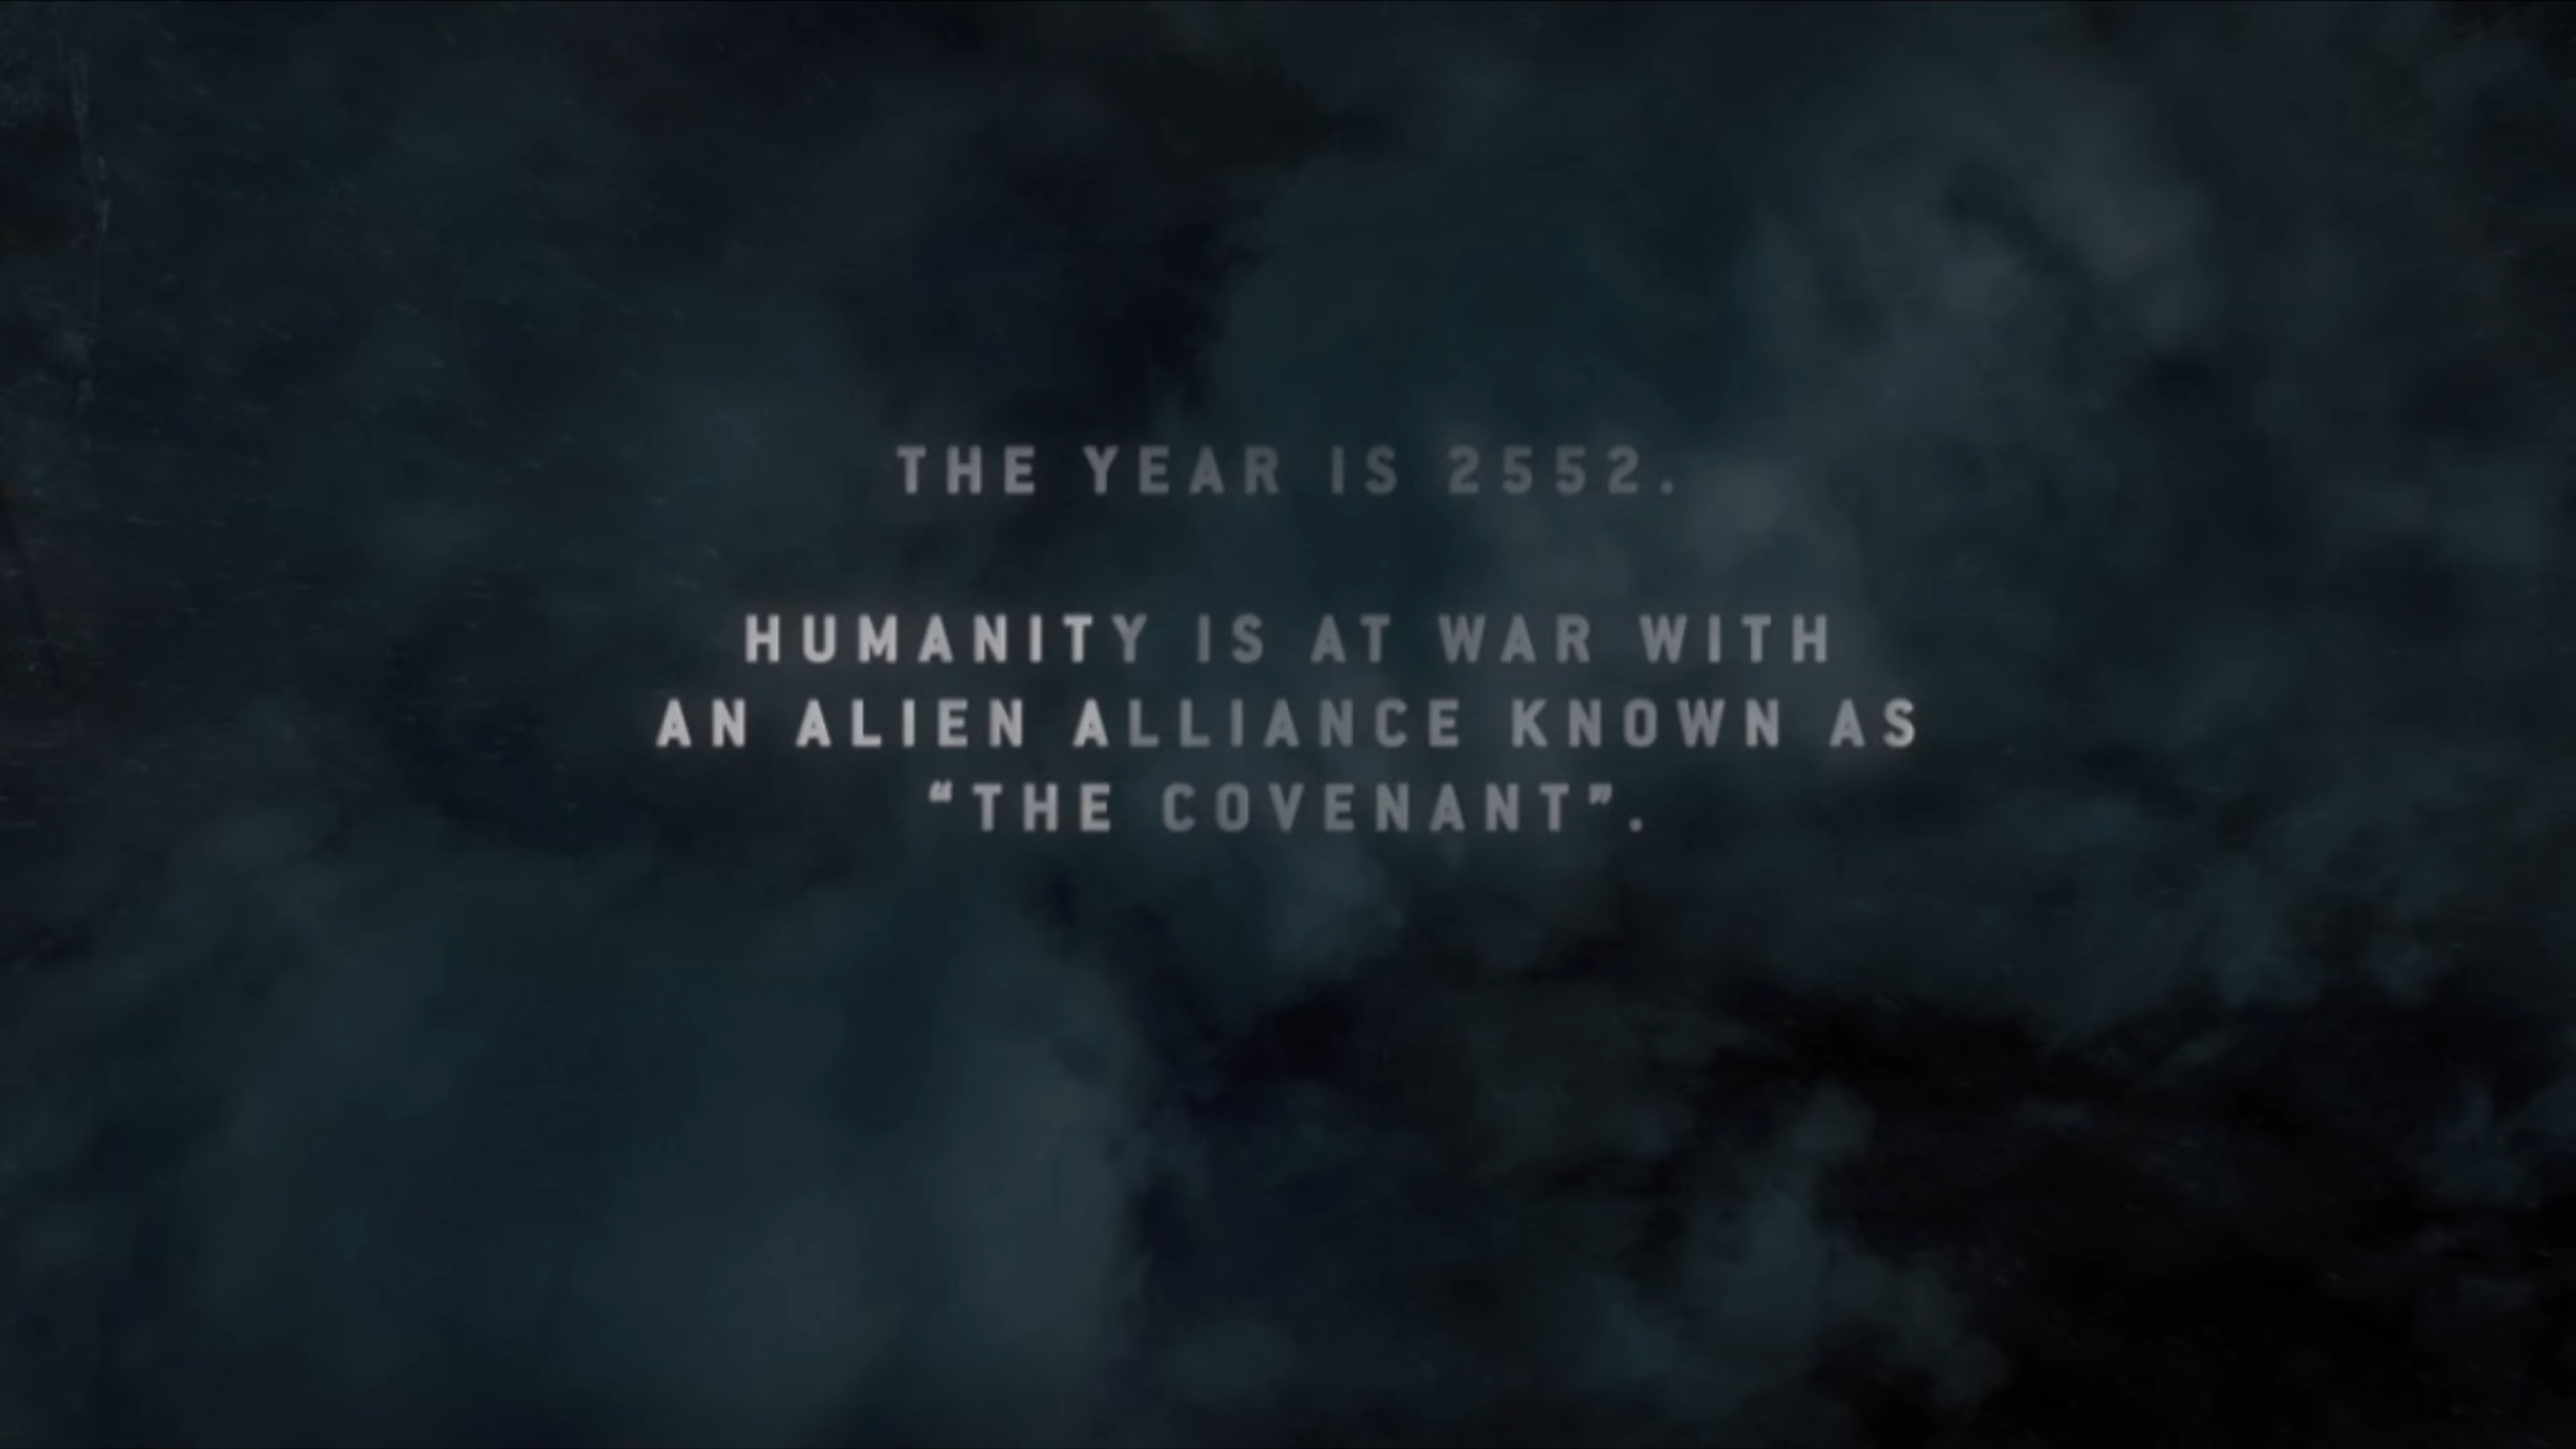 THE YEAR IS 2552.
HUMANITY IS AT WAR WITH
AN ALIEN ALLIANCE KNOWN AS
“THE COVENANT”.